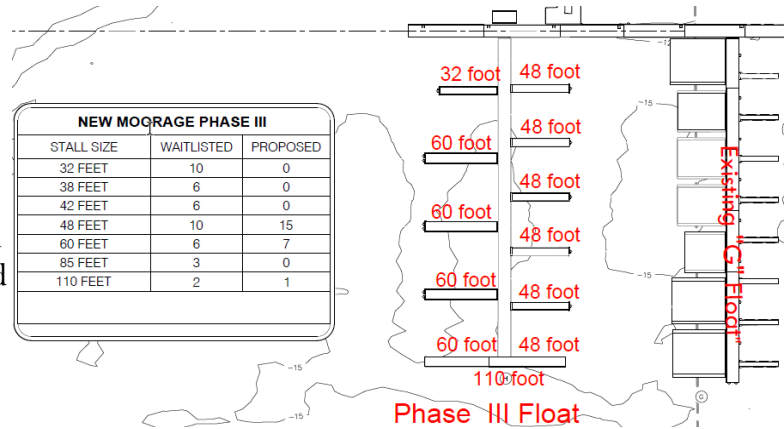 NEW MOORAGE PHASE III
STALL SIZE WAITLISTED PROPOSED
32 FEET 10 0
38 FEET 6 0
42 FEET 6 0
48 FEET 10 15
60 FEET 6 7
85 FEET 3 0
110 FEET 2 1
d
32 foot 48 foot
60 foot 48 foot
60 foot 48 foot
60 foot 48 foot
48 foot
60 foot 48 foot
110 foot
H
Phase III Float
Existing "G" Float"
-12
-15
-15
-15
-15
G